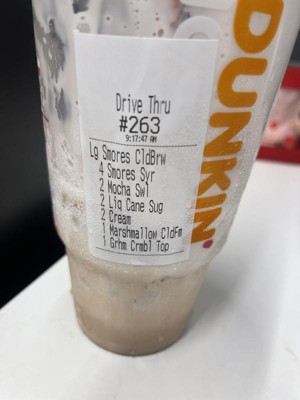 Drive Thru
#263
9:17:47 AM
Lg Smores CldBrw
4 Smores Syr
2 Mocha Swl
2 Liq Cane Sug
2 Cream
1 Marshmallow CldFm
1 Grhm Crmbl Top
DUNKIN'